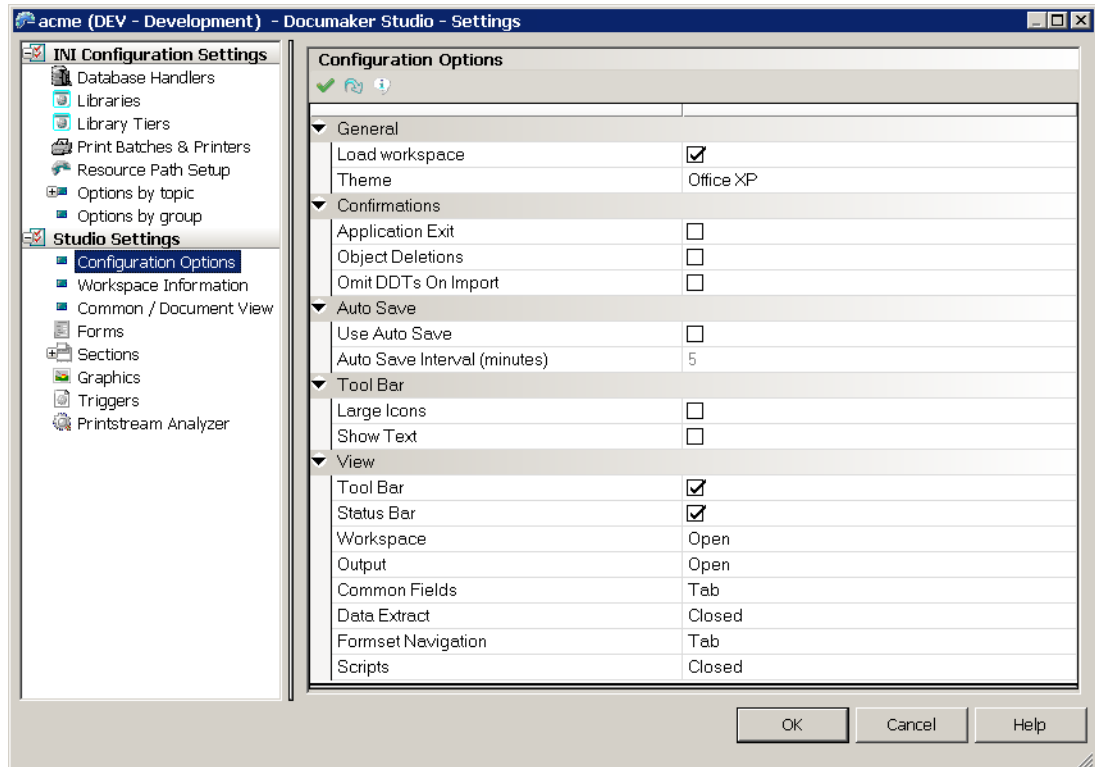 acme (DEV - Development) - Documaker Studio - Settings
INI Configuration Settings
Database Handlers
Libraries
Library Tiers
Print Batches & Printers
Resource Path Setup
Options by topic
Options by group
Studio Settings
Configuration Options
Workspace Information
Common / Document View
Forms
Sections
Graphics
Triggers
Printstream Analyzer
Configuration Options
General
Load workspace
Theme Office XP
Confirmations
Application Exit
Object Deletions
Omit DDTs On Import
Auto Save
Use Auto Save
Auto Save Interval (minutes) 5
Tool Bar
Large Icons
Show Text
View
Tool Bar
Status Bar
Workspace Open
Output Open
Common Fields Tab
Data Extract Closed
Formset Navigation Tab
Scripts Closed
OK Cancel Help